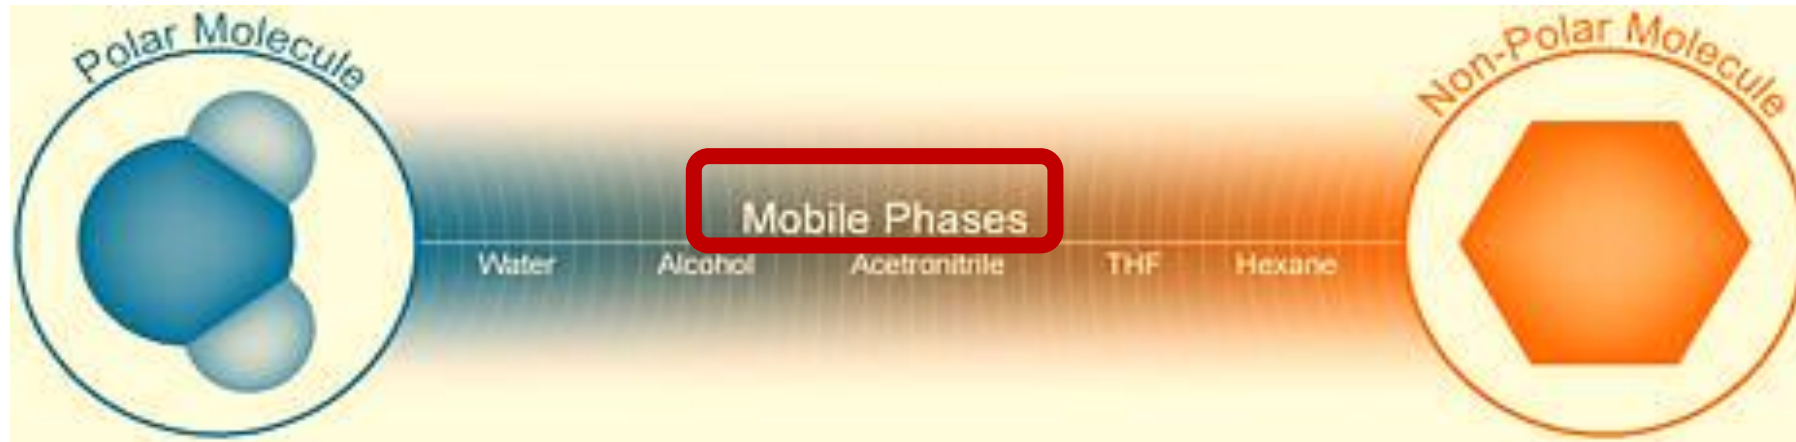 Polar Molecule
Non-Polar Molecule
Mobile Phases
Water Alcohol Acetronitrile THF Hexane